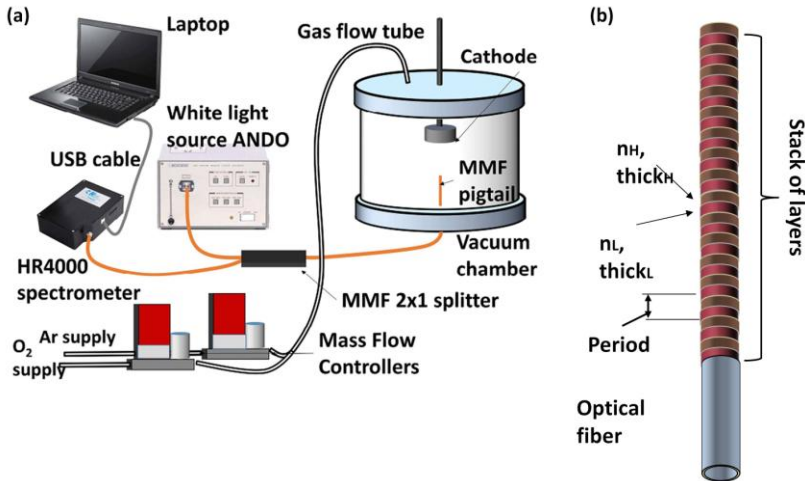 (a)
Laptop
Gas flow tube
Cathode
White light
source ANDO
USB cable
MMF
pigtail
HR4000
spectrometer
Vacuum
chamber
MMF 2x1 splitter
Ar supply
O2
supply
Mass Flow
Controllers
(b)
nH,
thickH
nL,
thickL
Stack of layers
Period
Optical
fiber